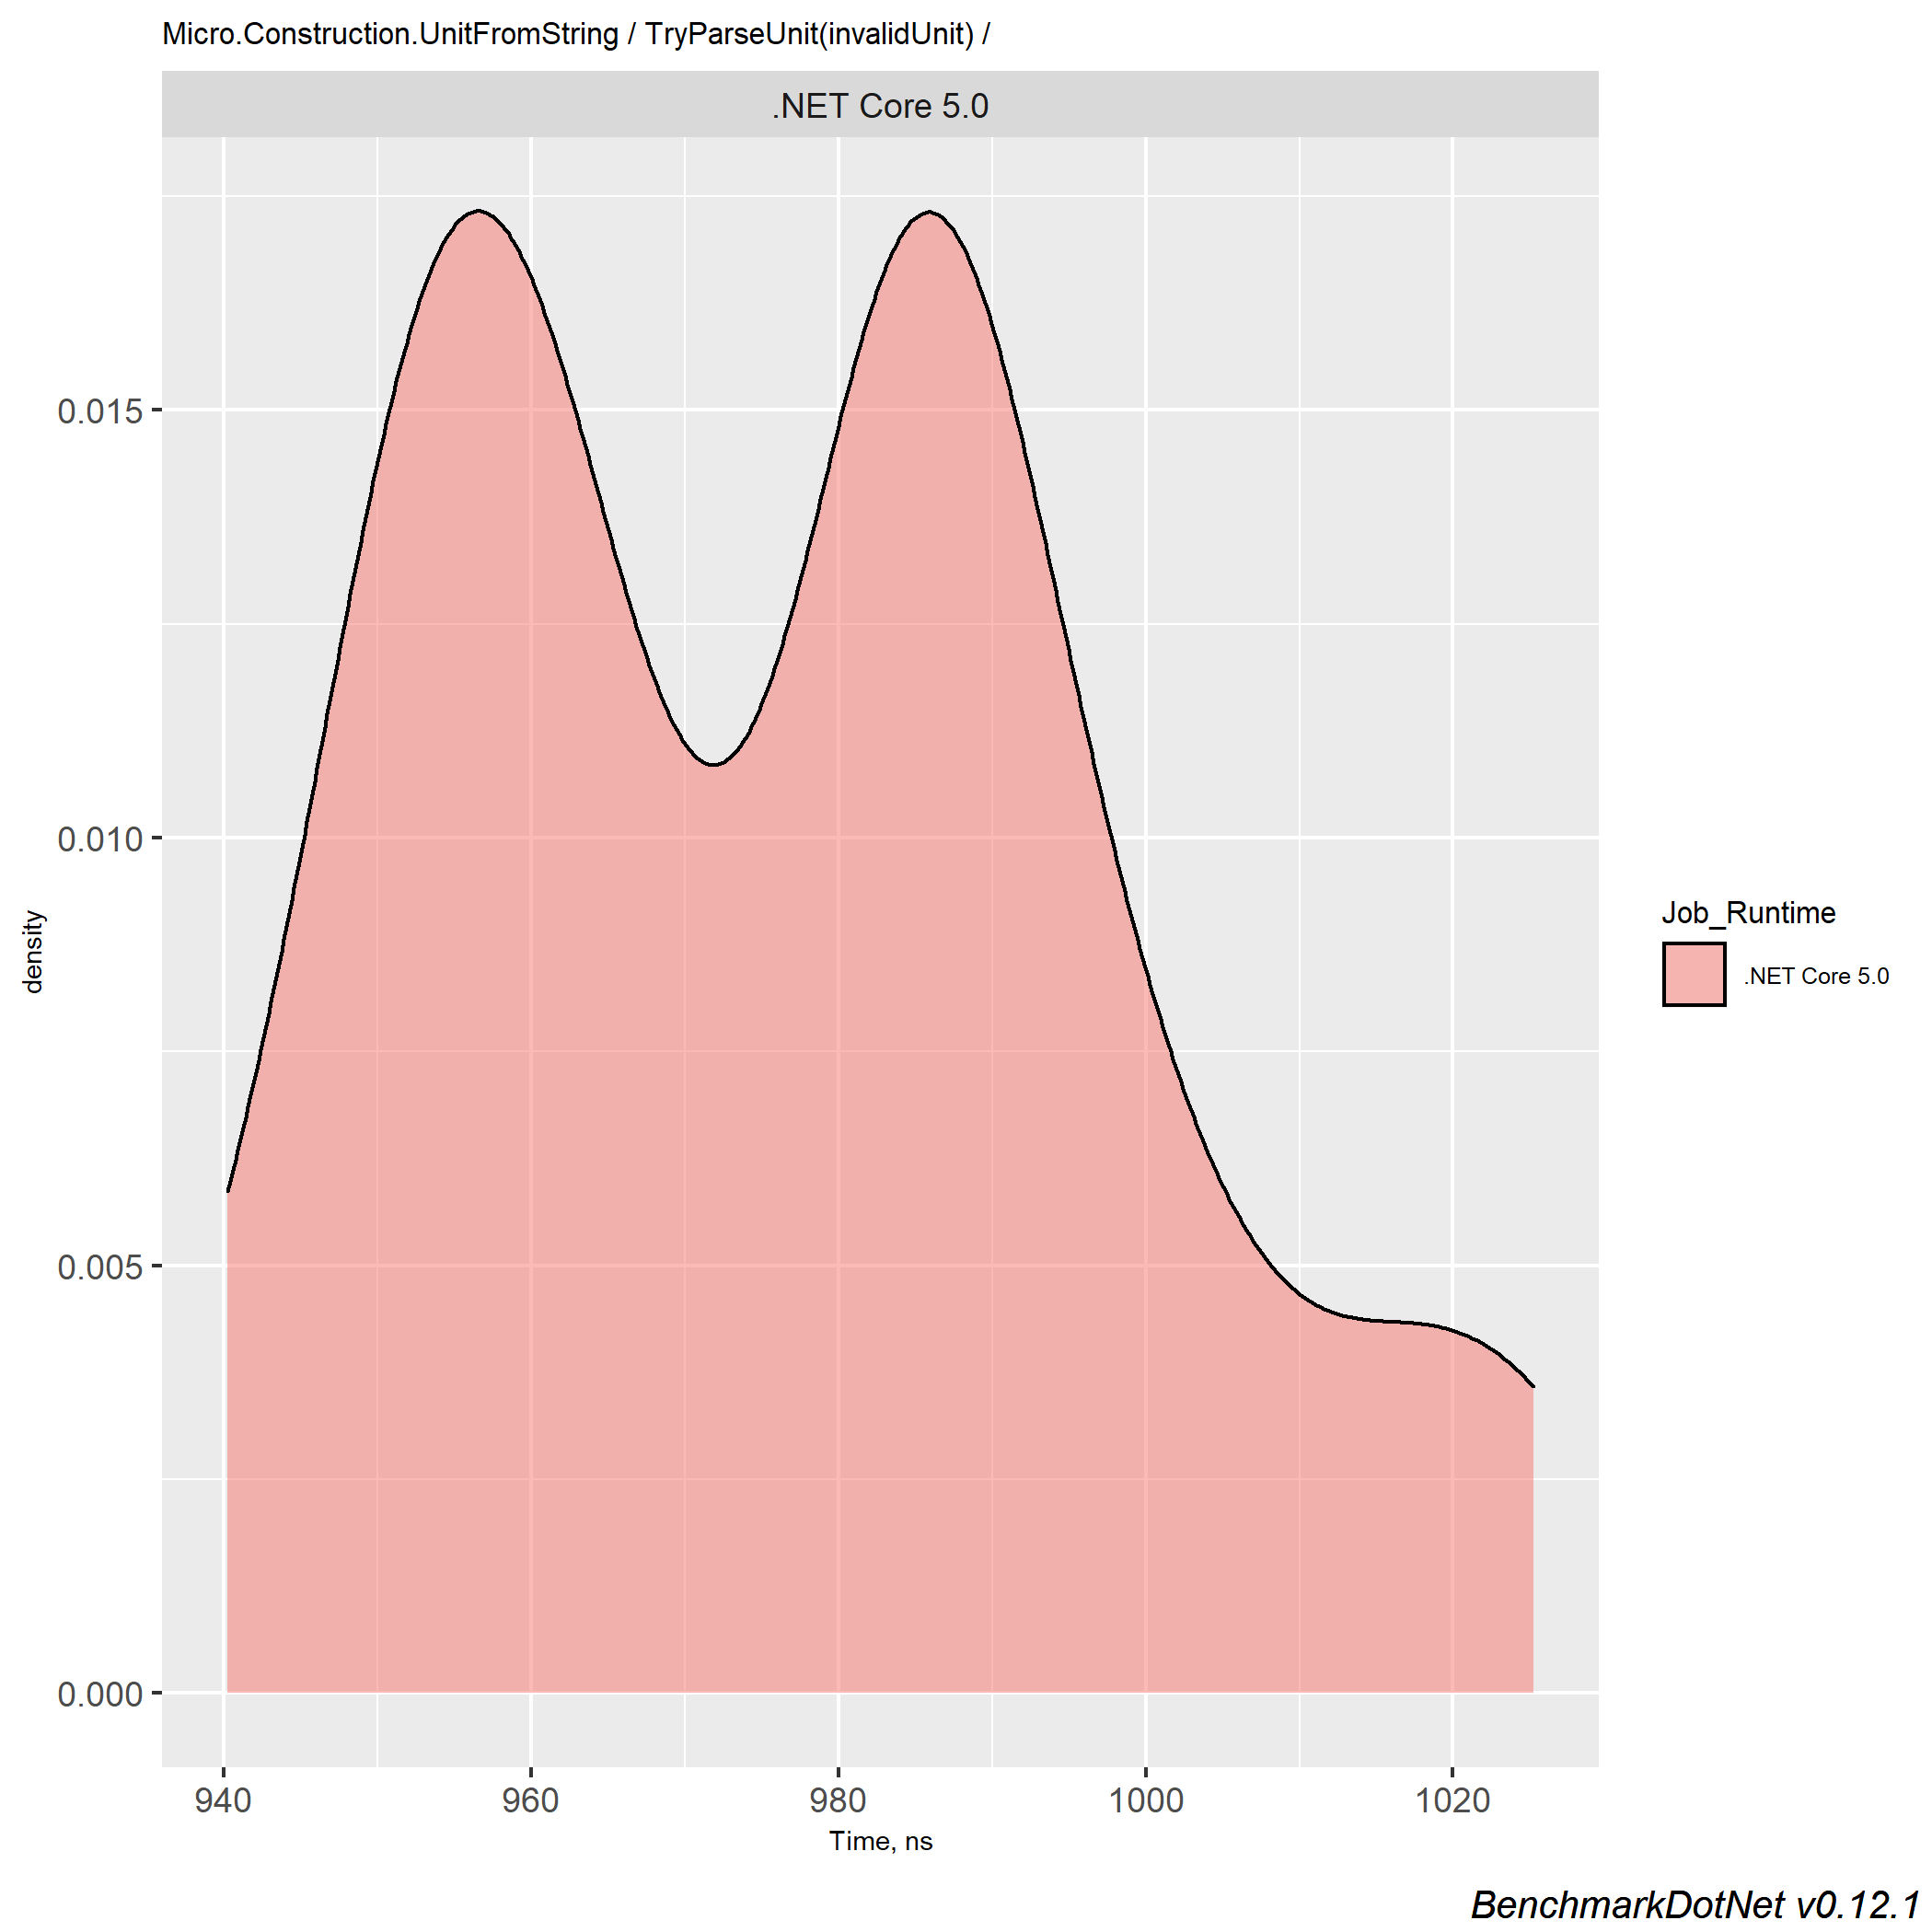 Micro.Construction.UnitFromString / TryParseUnit(invalidUnit) /
.NET Core 5.0
0.015
0.010
0.005
0.000
density
940 960 980 1000 1020
Time, ns
Job_Runtime
.NET Core 5.0
BenchmarkDotNet v0.12.1